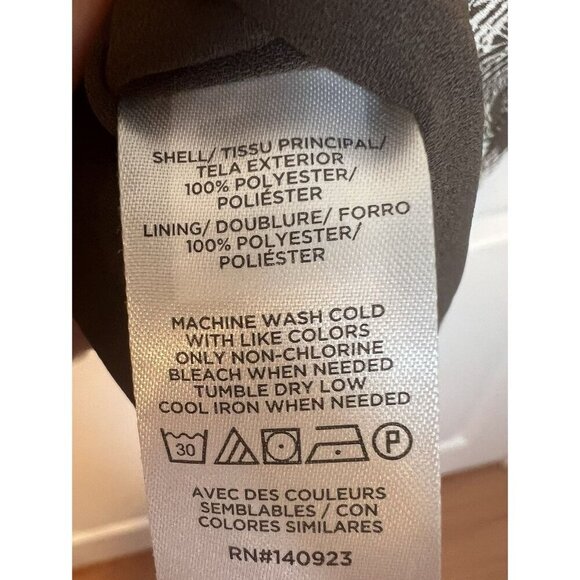 SHELL/ TISSU PRINCIPAL/
TELA EXTERIOR
100% POLYESTER/
POLIÉSTER
LINING/ DOUBLURE/ FORRO
100% POLYESTER/
POLIÉSTER
MACHINE WASH COLD
WITH LIKE COLORS
ONLY NON-CHLORINE
BLEACH WHEN NEEDED
TUMBLE DRY LOW
COOL IRON WHEN NEEDED
30 P
AVEC DES COULEURS
SEMBLABLES / CON
COLORES SIMILARES
RN#140923